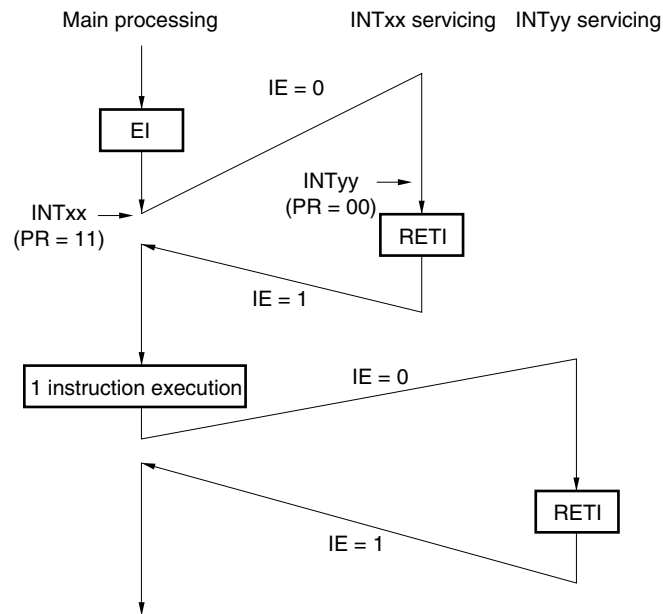 Main processing
INTxx servicing
INTyy servicing
IE = 0
EI
INTyy
(PR = 00)
INTxx
(PR = 11)
RETI
IE = 1
1 instruction execution
IE = 0
RETI
IE = 1